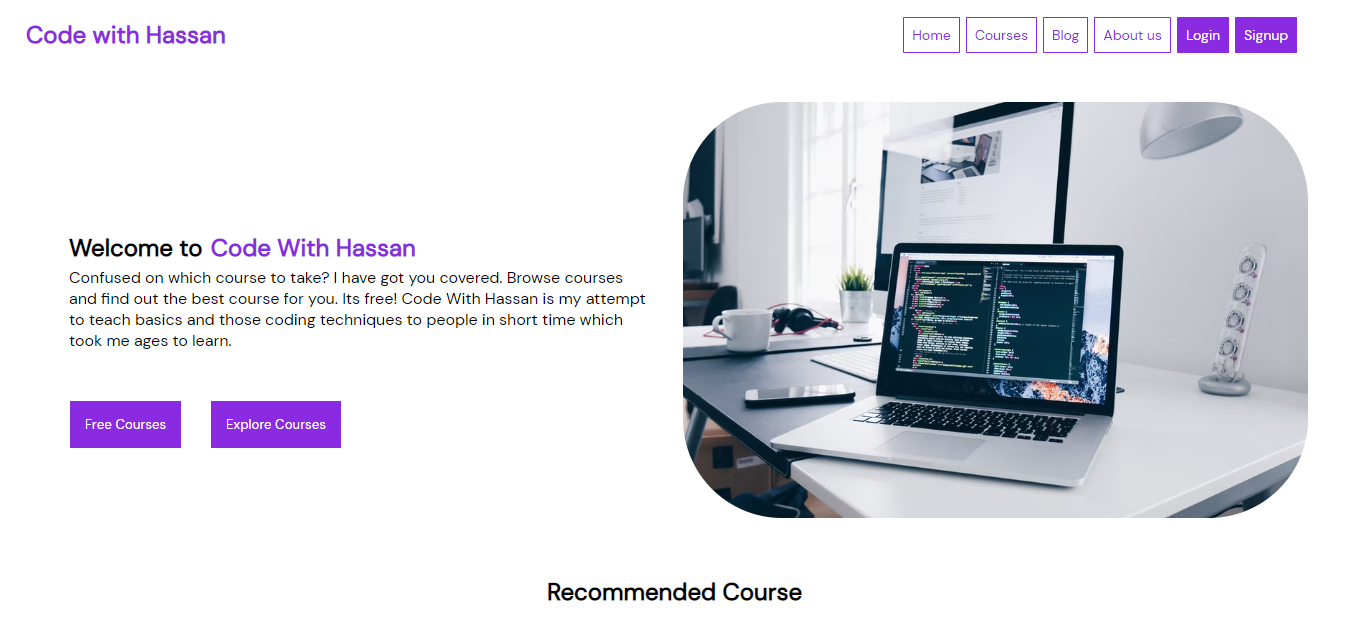 Code with Hassan
Home Courses Blog About us Login Signup
Welcome to Code With Hassan
Confused on which course to take? I have got you covered. Browse courses
and find out the best course for you. Its free! Code With Hassan is my attempt
to teach basics and those coding techniques to people in short time which
took me ages to learn.
Free Courses Explore Courses
Recommended Course